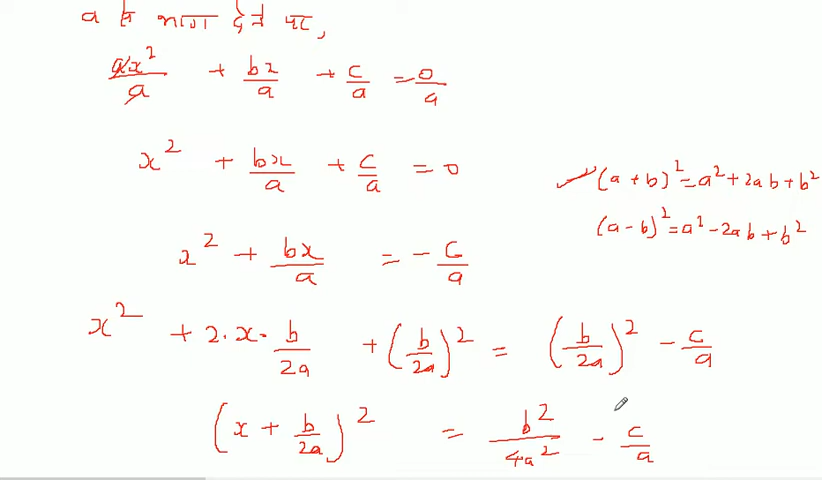 a से भाग देने पर,
ax²/a + bx/a + c/a = 0/a
x² + bx/a + c/a = 0
x² + bx/a = - c/a
x² + 2·x·b/2a + (b/2a)² = (b/2a)² - c/a
(x + b/2a)² = b²/4a² - c/a
(a + b)² = a² + 2ab + b²
(a - b)² = a² - 2ab + b²